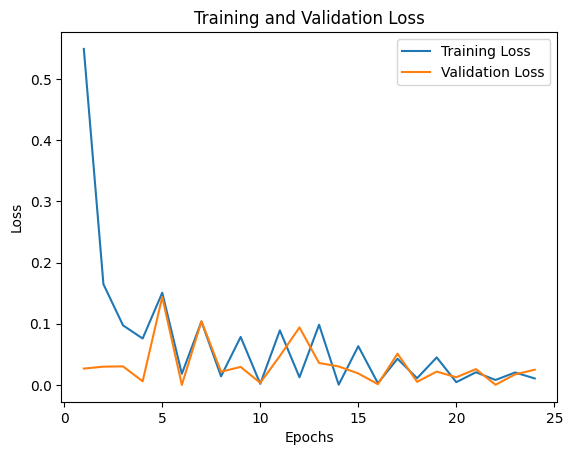 Training and Validation Loss
Training Loss
Validation Loss
0.5
0.4
0.3
0.2
0.1
0.0
Loss
0 5 10 15 20 25
Epochs